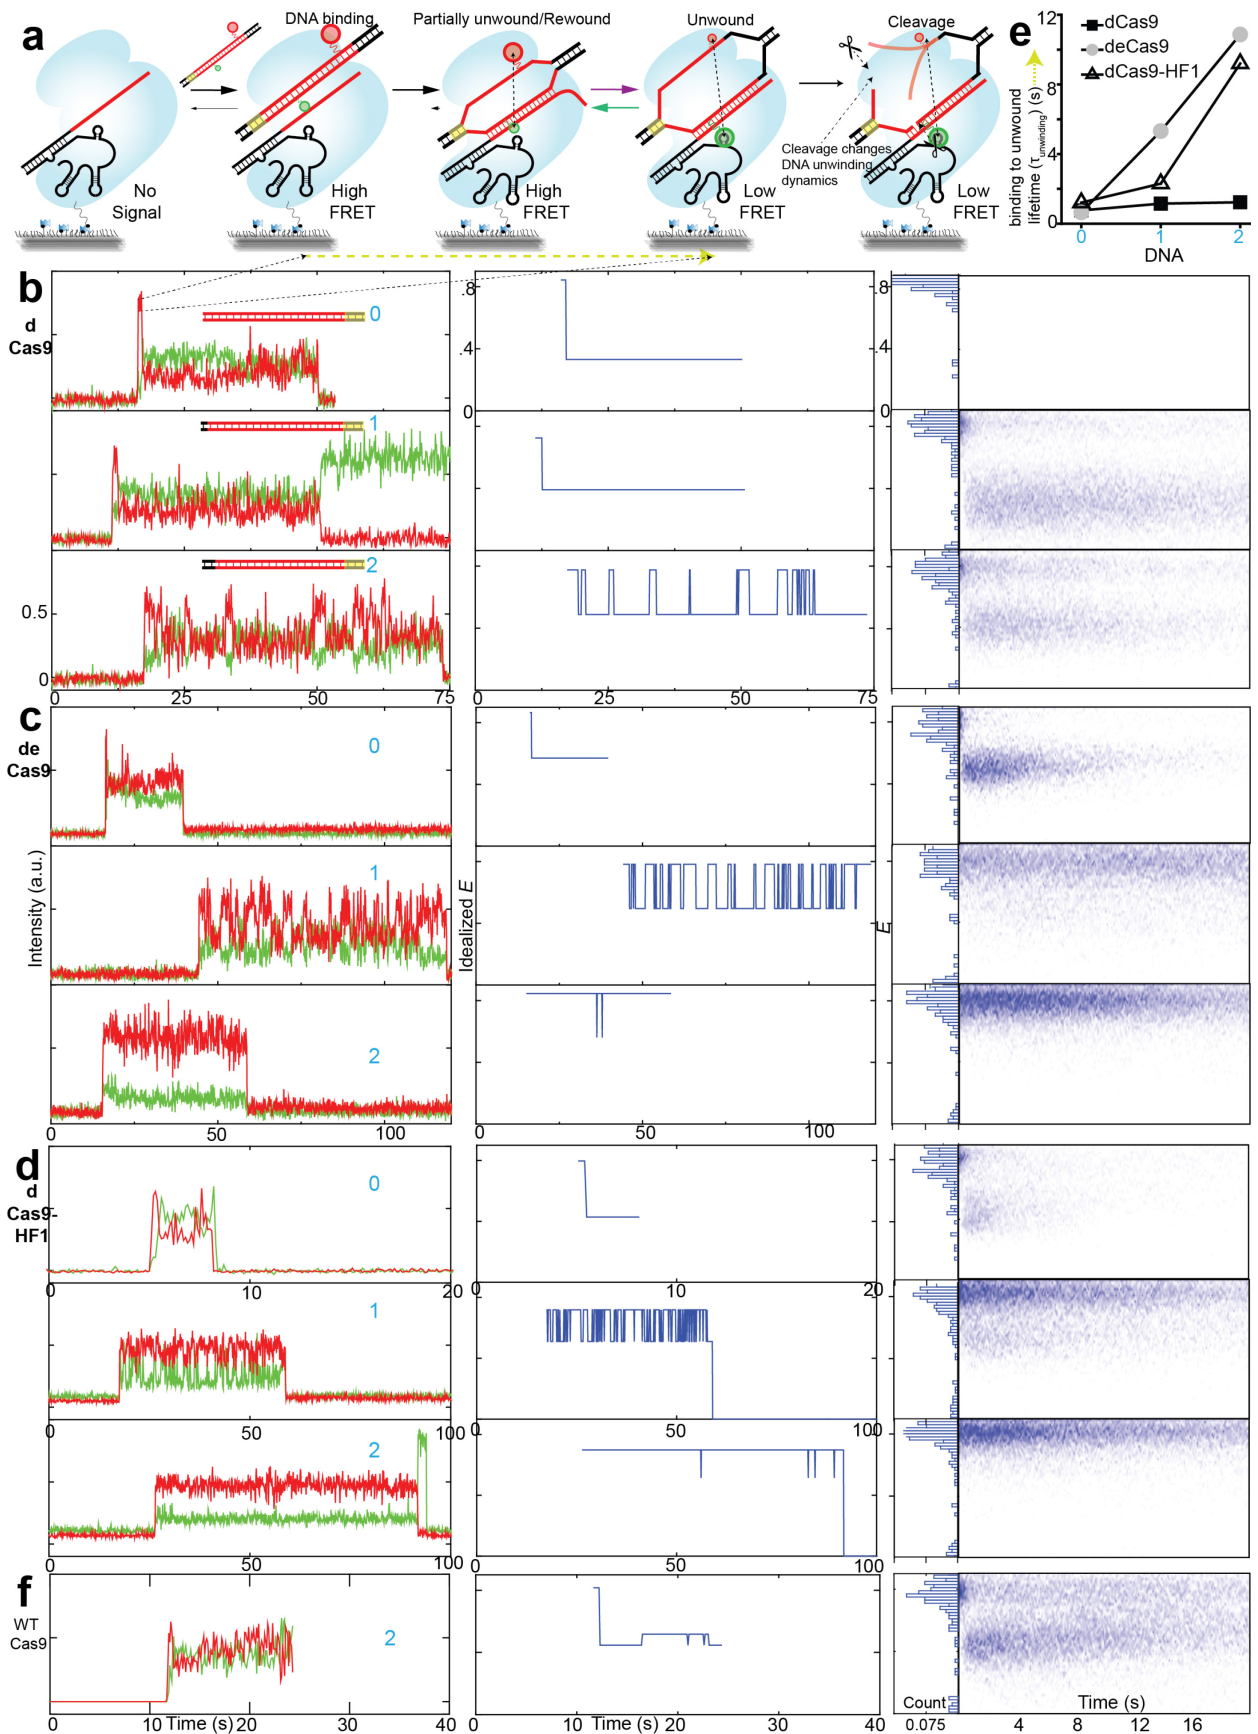 a
DNA binding
Partially unwound/Rewound
Unwound
Cleavage
No
Signal
High
FRET
High
FRET
Low
FRET
Cleavage changes
DNA unwinding
dynamics
Low
FRET
e
dCas9
deCas9
dCas9-HF1
binding to unwound
lifetime (τunwinding) (s)
12
8
4
0
0 1 2
DNA
b
d
Cas9
0
1
2
0.5
0
0 25 50 75
.8
.4
0
0 25 50 75
.8
.4
0
c
de
Cas9
0
1
2
Intensity (a.u.)
Idealized E
E
0 50 100
0 50 100
d
d
Cas9-
HF1
0
0 10 20
0 10 20
1
0 50 100
0 50 100
2
0 50 100
0 50 100
f
WT
Cas9
2
0 10 20 30 40
Time (s)
0 10 20 30 40
Time (s)
Count
0.075
Time (s)
4 8 12 16